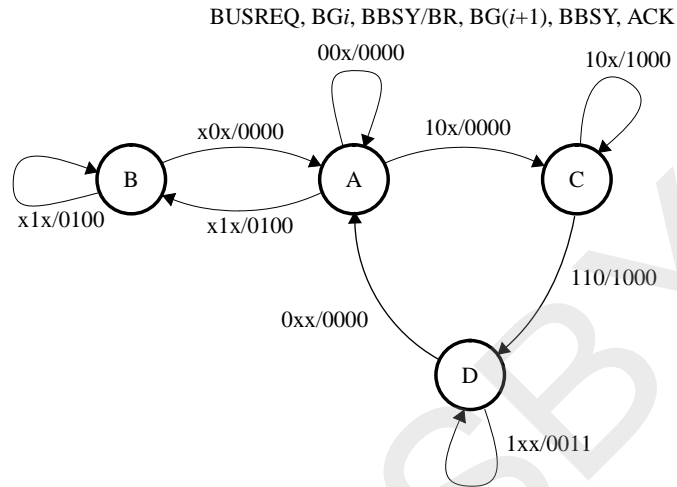 BUSREQ, BGi, BBSY/BR, BG(i+1), BBSY, ACK
00x/0000
10x/1000
x0x/0000
10x/0000
B
A
C
x1x/0100
x1x/0100
110/1000
0xx/0000
D
1xx/0011
SBY